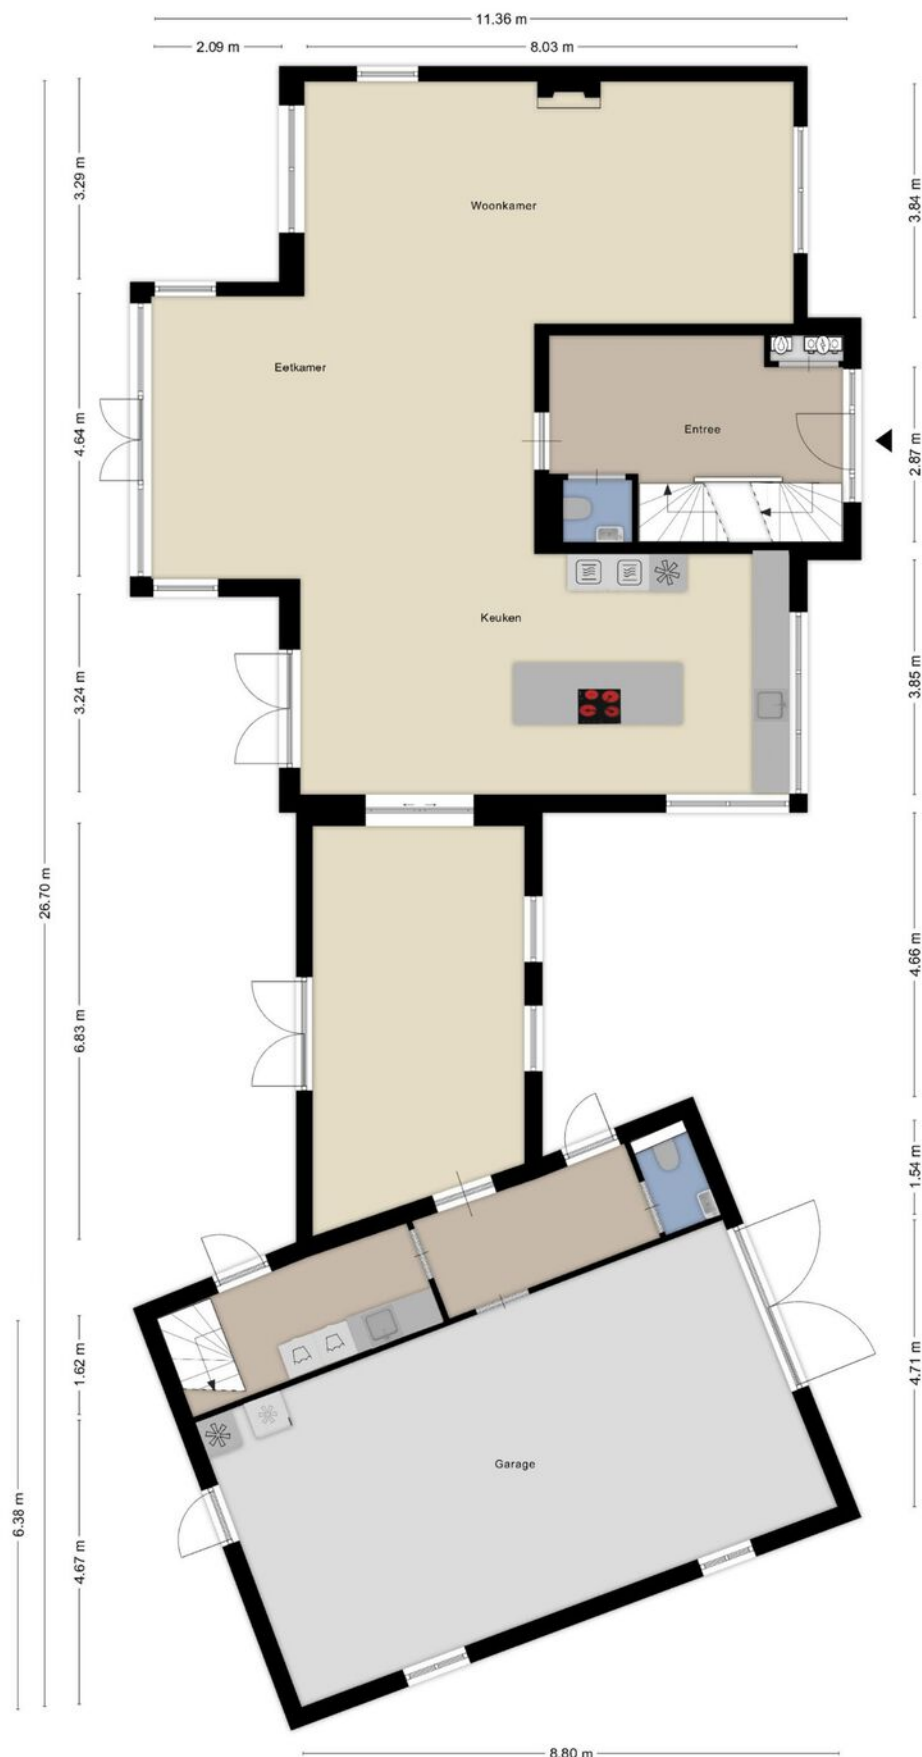 11.36 m
2.09 m
8.03 m
3.29 m
3.84 m
Woonkamer
Eetkamer
4.64 m
Entree
2.87 m
Keuken
3.24 m
3.85 m
26.70 m
4.66 m
6.83 m
1.54 m
1.62 m
4.71 m
Garage
6.38 m
4.67 m
8.80 m